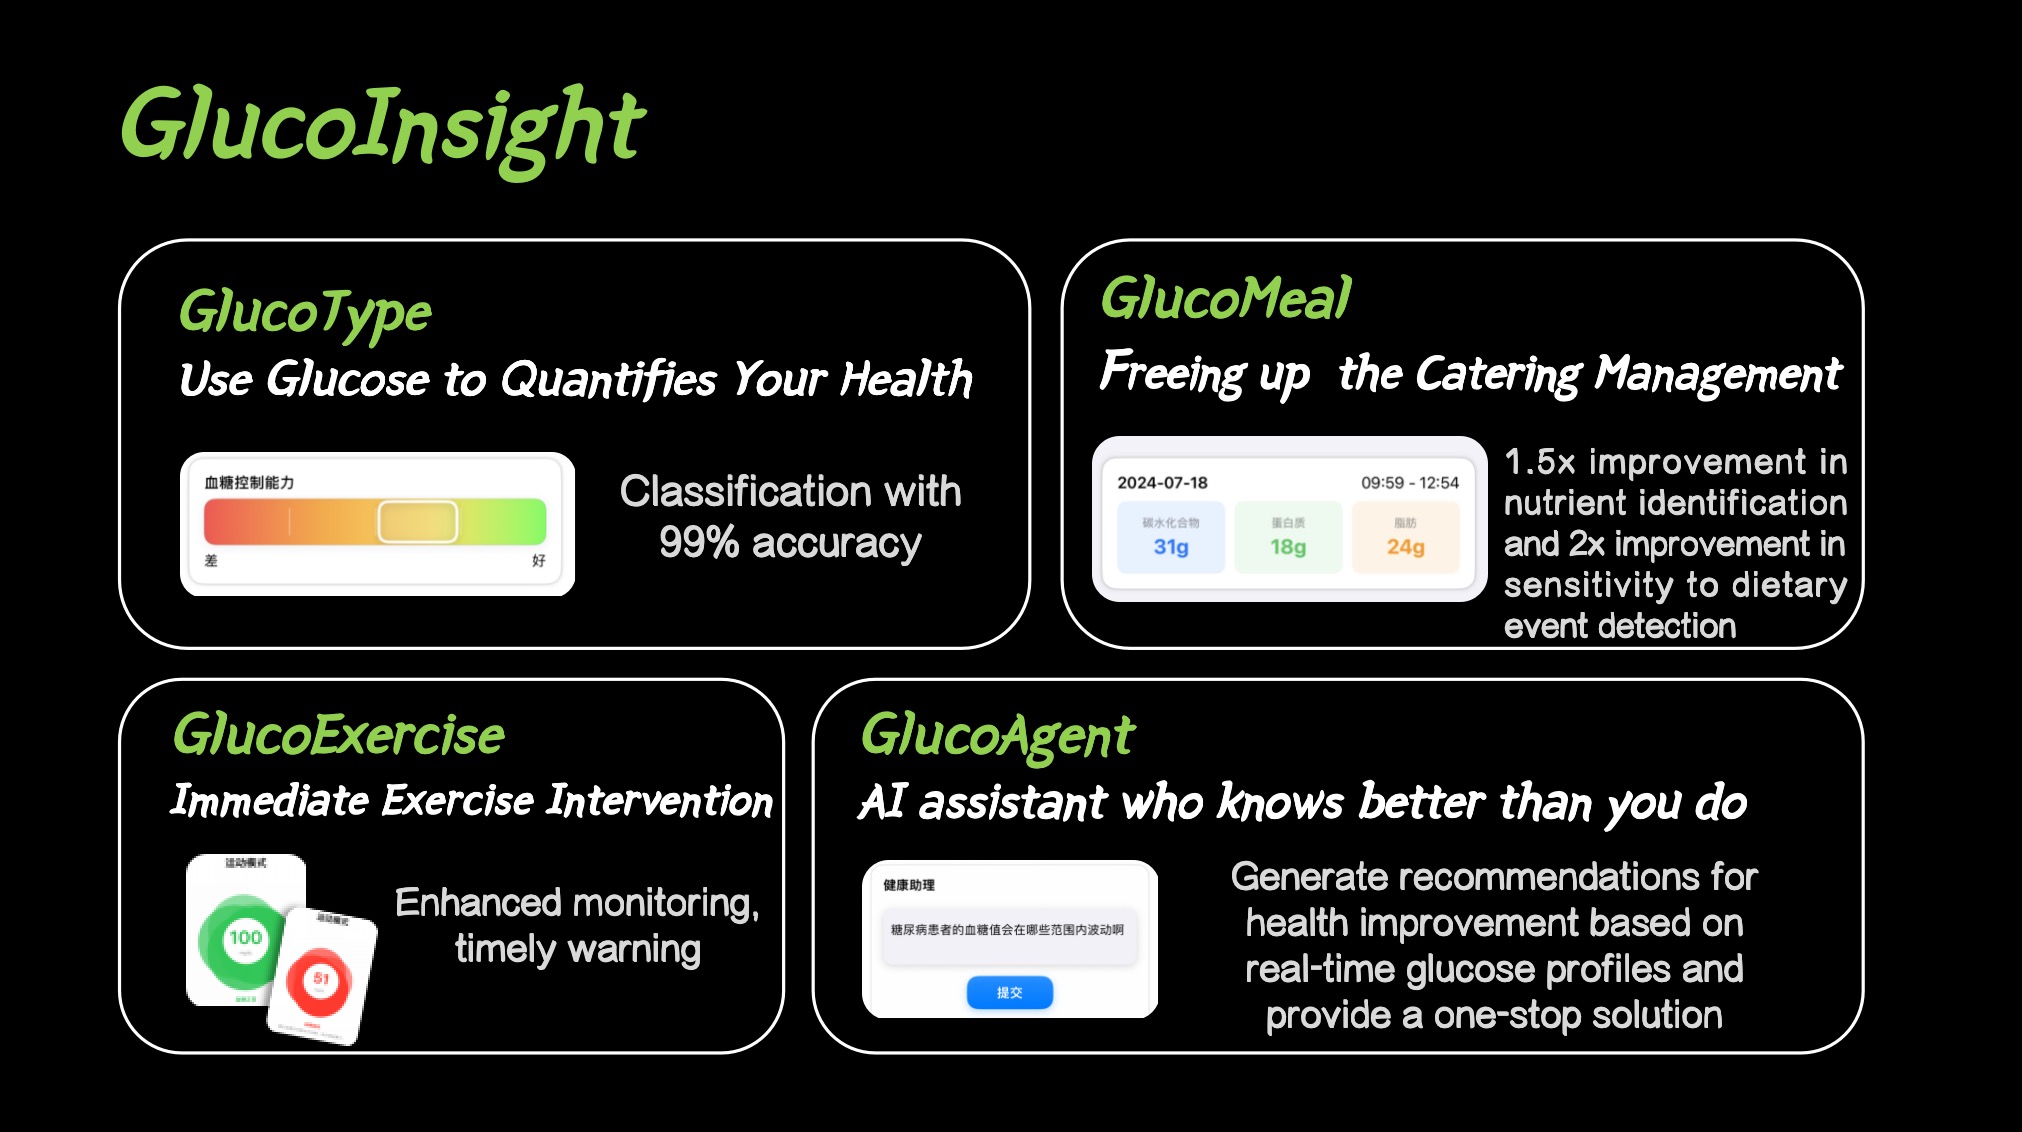 GlucoInsight
GlucoType
Use Glucose to Quantifies Your Health
血糖控制能力
差
好
Classification with
99% accuracy
GlucoMeal
Freeing up the Catering Management
2024-07-18
09:59 - 12:54
碳水化合物
蛋白质
脂肪
31g
18g
24g
1.5x improvement in
nutrient identification
and 2x improvement in
sensitivity to dietary
event detection
GlucoExercise
Immediate Exercise Intervention
运动模式
100
运动模式
51
Enhanced monitoring,
timely warning
GlucoAgent
AI assistant who knows better than you do
健康助理
糖尿病患者的血糖值会在哪些范围内波动啊
提交
Generate recommendations for
health improvement based on
real-time glucose profiles and
provide a one-stop solution